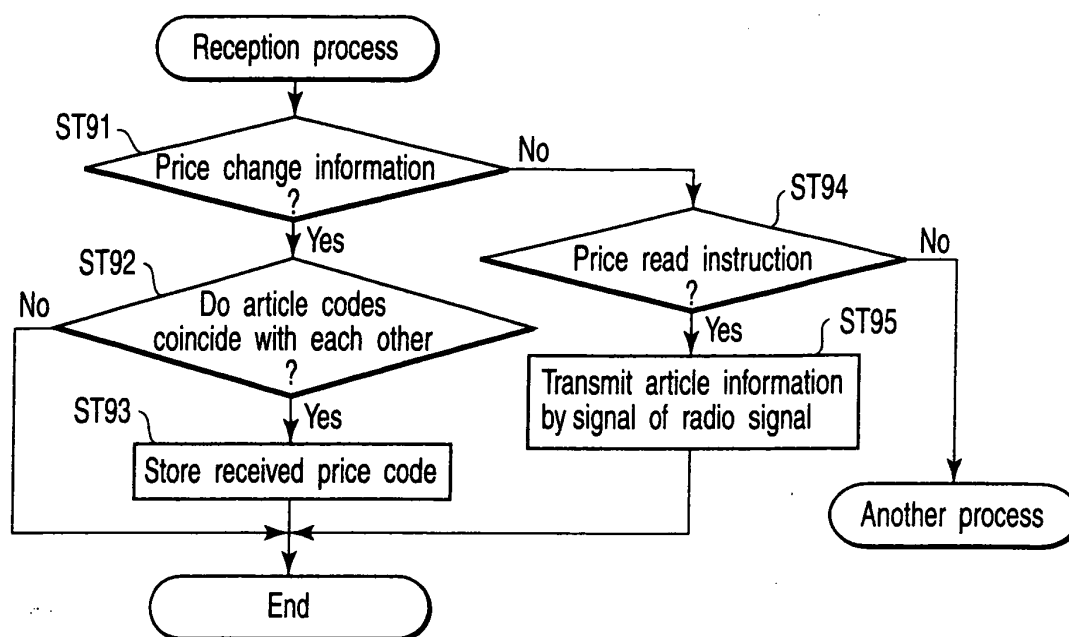 Reception process
ST91
Price change information
?
No
Yes
ST94
Price read instruction
?
No
Yes
ST92
No
Do article codes
coincide with each other
?
Yes
ST95
Transmit article information
by signal of radio signal
ST93
Store received price code
Another process
End